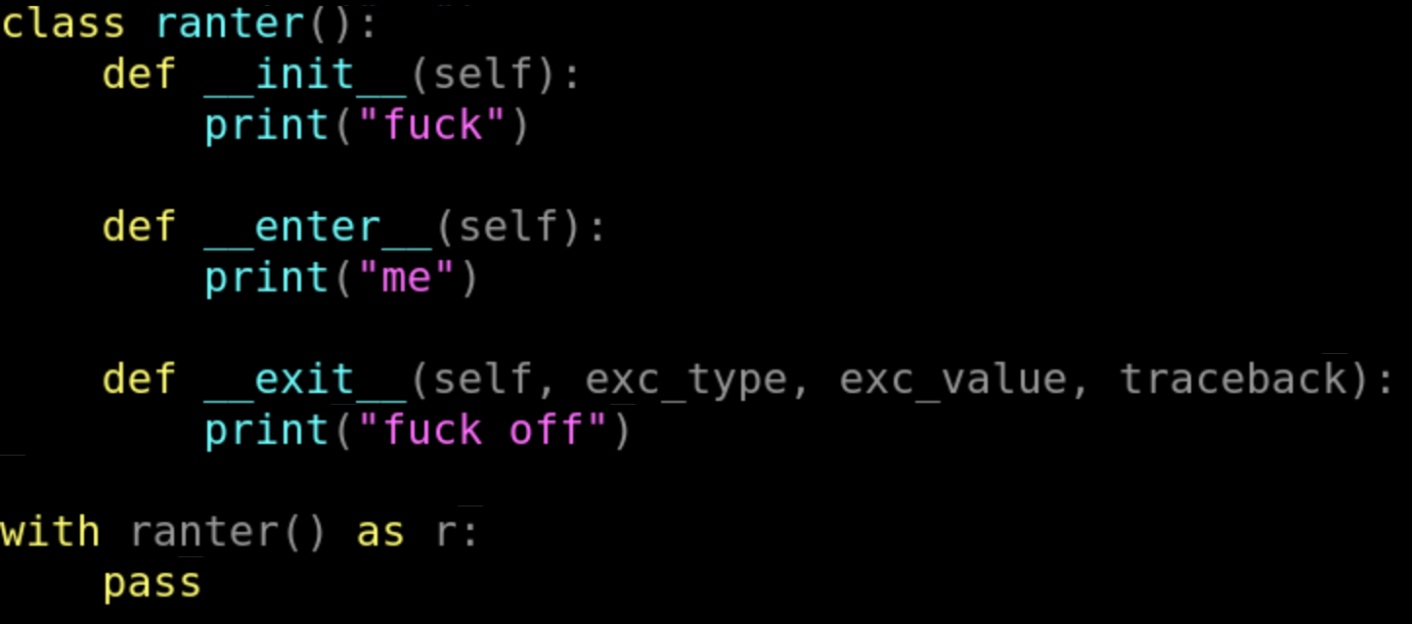 class ranter():
    def __init__(self):
        print("fuck")
    def __enter__(self):
        print("me")
    def __exit__(self, exc_type, exc_value, traceback):
        print("fuck off")
with ranter() as r:
    pass